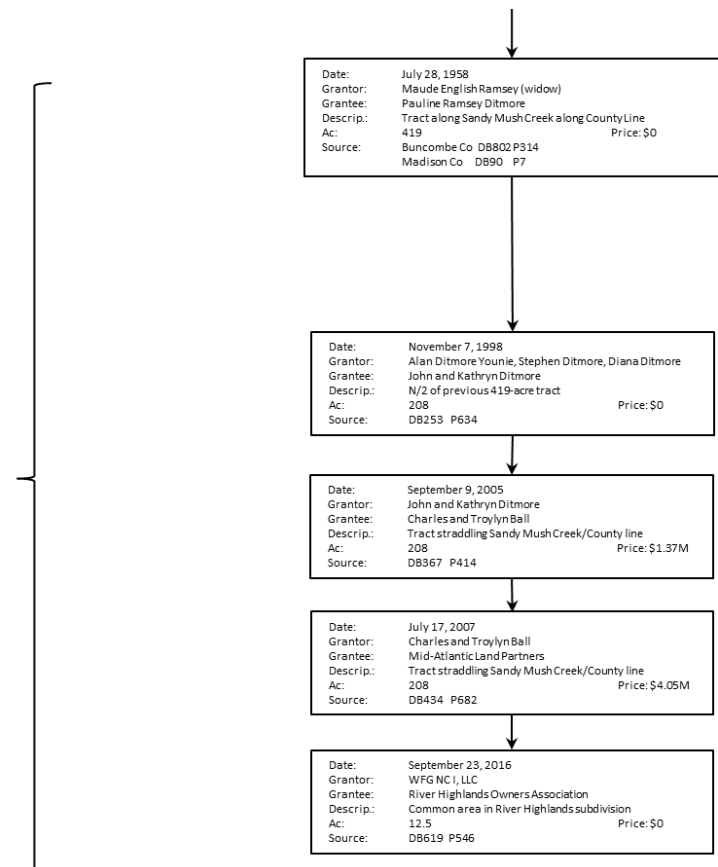 Date: July 28, 1958
Grantor: Maude English Ramsey (widow)
Grantee: Pauline Ramsey Ditmore
Descrip.: Tract along Sandy Mush Creek along County Line
Ac: 419 Price: $0
Source: Buncombe Co DB802 P314
Madison Co DB90 P7
Date: November 7, 1998
Grantor: Alan Ditmore Younie, Stephen Ditmore, Diana Ditmore
Grantee: John and Kathryn Ditmore
Descrip.: N/2 of previous 419-acre tract
Ac: 208 Price: $0
Source: DB253 P634
Date: September 9, 2005
Grantor: John and Kathryn Ditmore
Grantee: Charles and Troylyn Ball
Descrip.: Tract straddling Sandy Mush Creek/County line
Ac: 208 Price: $1.37M
Source: DB367 P414
Date: July 17, 2007
Grantor: Charles and Troylyn Ball
Grantee: Mid-Atlantic Land Partners
Descrip.: Tract straddling Sandy Mush Creek/County line
Ac: 208 Price: $4.05M
Source: DB434 P682
Date: September 23, 2016
Grantor: WFG NC I, LLC
Grantee: River Highlands Owners Association
Descrip.: Common area in River Highlands subdivision
Ac: 12.5 Price: $0
Source: DB619 P546